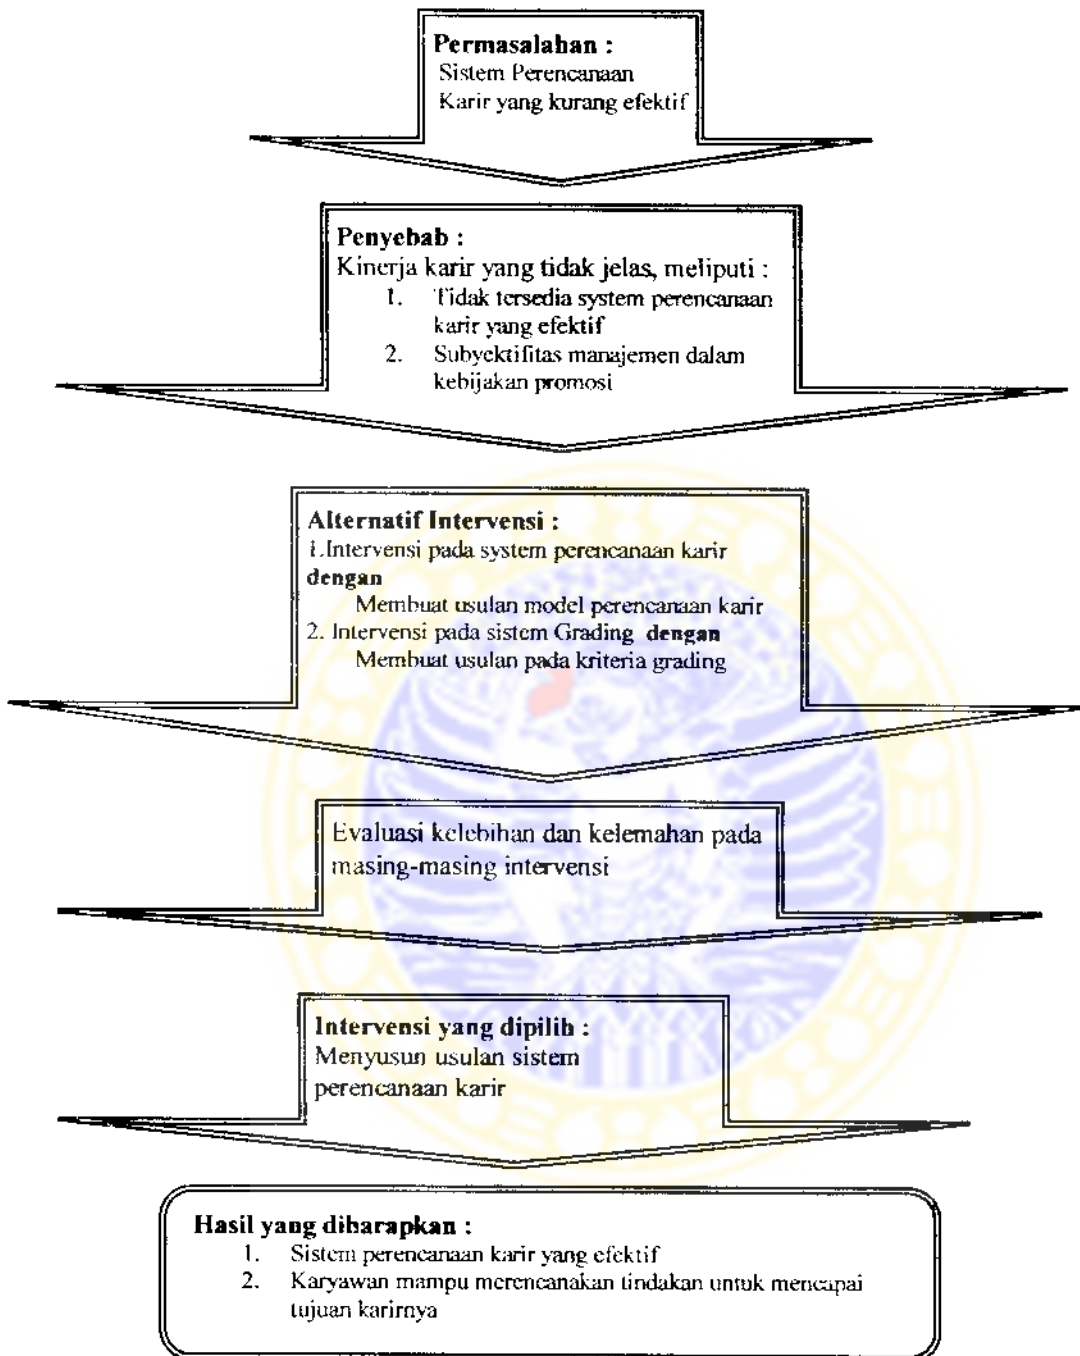 Permasalahan :
Sistem Perencanaan
Karir yang kurang efektif
Penyebab :
Kinerja karir yang tidak jelas, meliputi :
1. Tidak tersedia system perencanaan
karir yang efektif
2. Subyektifitas manajemen dalam
kebijakan promosi
Alternatif Intervensi :
1.Intervensi pada system perencanaan karir
dengan
Membuat usulan model perencanaan karir
2. Intervensi pada sistem Grading dengan
Membuat usulan pada kriteria grading
Evaluasi kelebihan dan kelemahan pada
masing-masing intervensi
Intervensi yang dipilih :
Menyusun usulan sistem
perencanaan karir
Hasil yang diharapkan :
1. Sistem perencanaan karir yang efektif
2. Karyawan mampu merencanakan tindakan untuk mencapai
tujuan karirnya